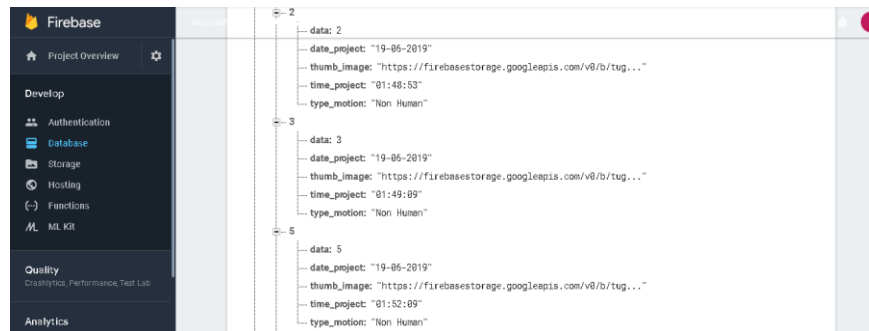 Firebase
Project Overview
Develop
Authentication
Database
Storage
Hosting
Functions
ML Kit
Quality
Crashlytics, Performance, Test Lab
Analytics
2
data: 2
date_project: "19-06-2019"
thumb_image: "https://firebasestorage.googleapis.com/v0/b/tug..."
time_project: "01:48:53"
type_motion: "Non Human"
3
data: 3
date_project: "19-06-2019"
thumb_image: "https://firebasestorage.googleapis.com/v0/b/tug..."
time_project: "01:49:09"
type_motion: "Non Human"
5
data: 5
date_project: "19-06-2019"
thumb_image: "https://firebasestorage.googleapis.com/v0/b/tug..."
time_project: "01:52:09"
type_motion: "Non Human"